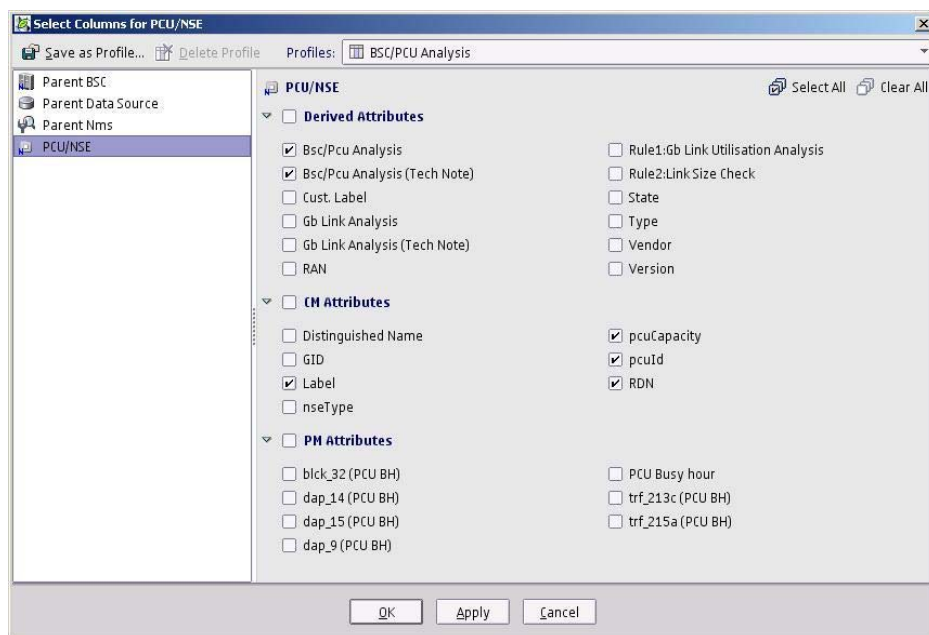 Select Columns for PCU/NSE
Save as Profile... Delete Profile Profiles: BSC/PCU Analysis
Parent BSC
Parent Data Source
Parent Nms
PCU/NSE
PCU/NSE Select All Clear All
Derived Attributes
Bsc/Pcu Analysis Rule1:Gb Link Utilisation Analysis
Bsc/Pcu Analysis (Tech Note) Rule2:Link Size Check
Cust. Label State
Gb Link Analysis Type
Gb Link Analysis (Tech Note) Vendor
RAN Version
CM Attributes
Distinguished Name pcuCapacity
GID pcuId
Label RDN
nseType
PM Attributes
blck_32 (PCU BH) PCU Busy hour
dap_14 (PCU BH) trf_213c (PCU BH)
dap_15 (PCU BH) trf_215a (PCU BH)
dap_9 (PCU BH)
OK Apply Cancel